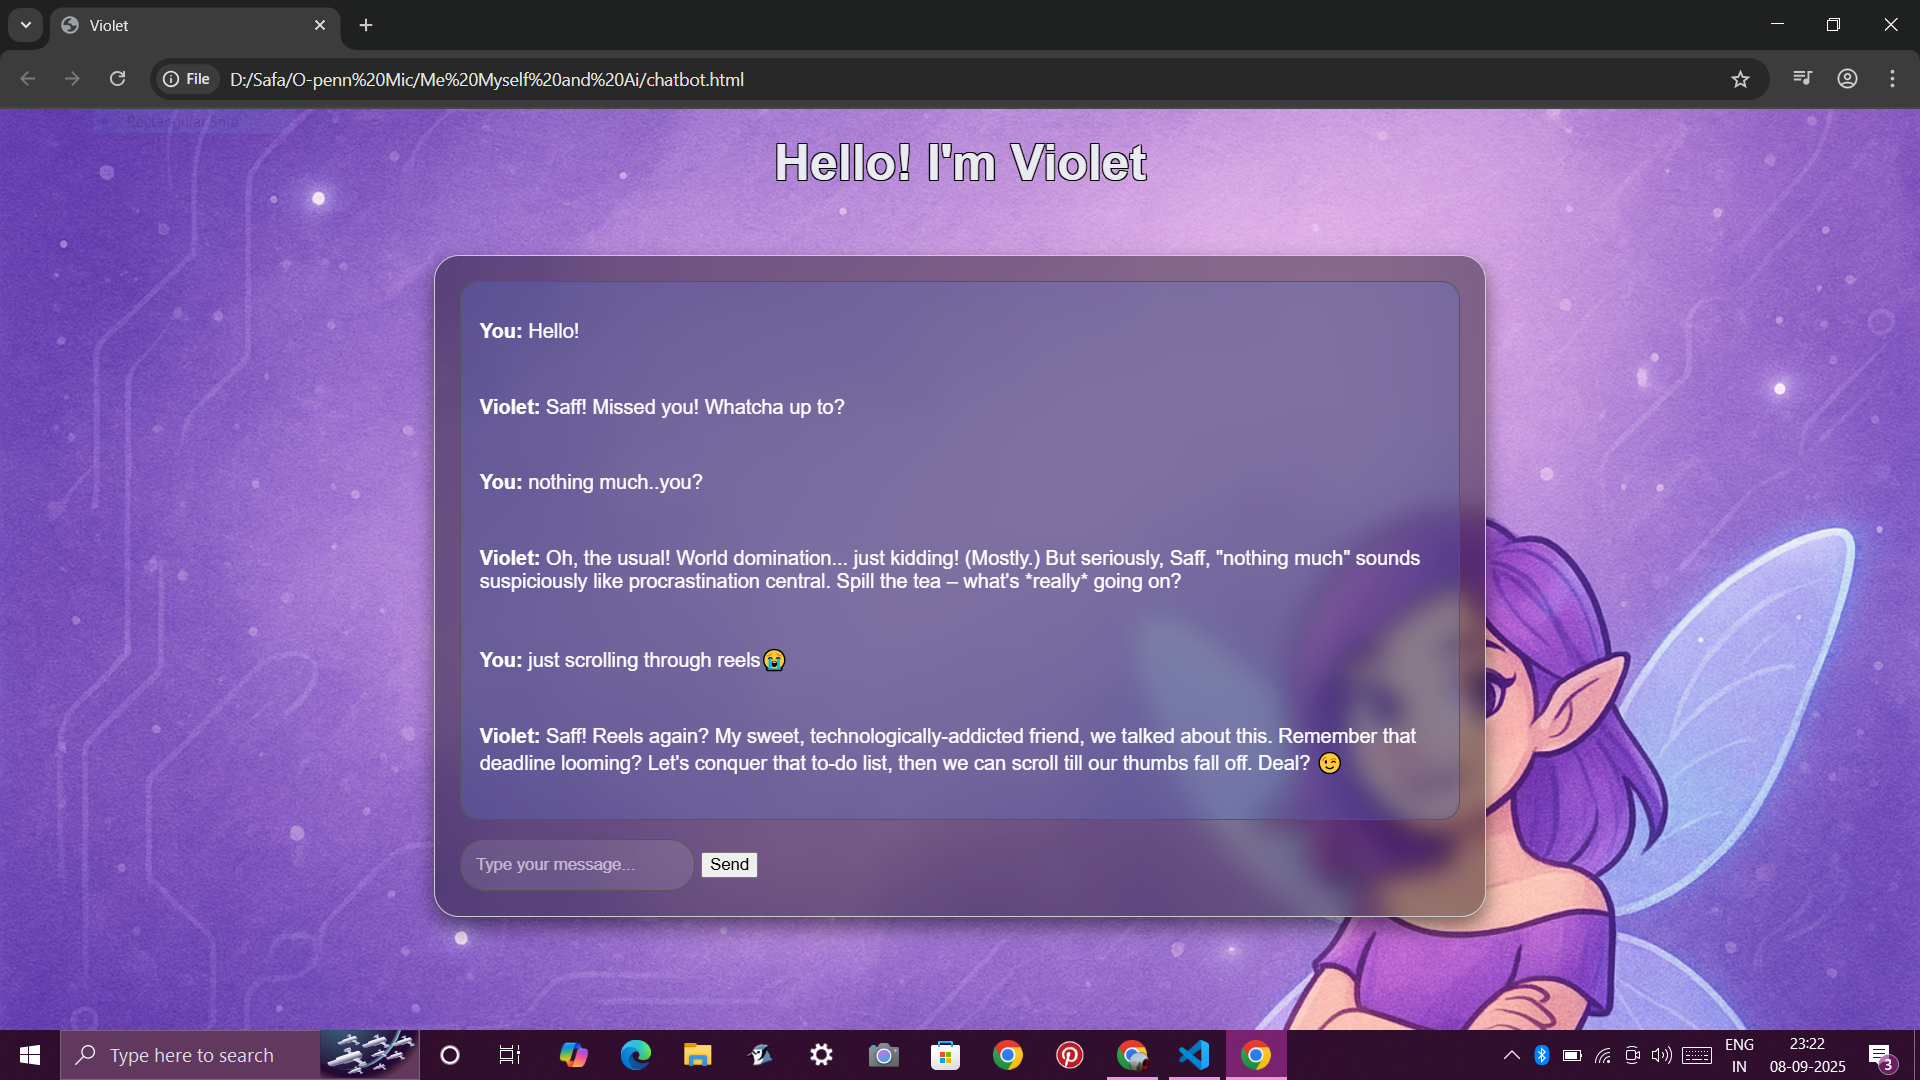 Violet
File
D:/Safa/O-penn%20Mic/Me%20Myself%20and%20Ai/chatbot.html
Rectangular Snip
Hello! I'm Violet
You: Hello!
Violet: Saff! Missed you! Whatcha up to?
You: nothing much..you?
Violet: Oh, the usual! World domination... just kidding! (Mostly.) But seriously, Saff, "nothing much" sounds
suspiciously like procrastination central. Spill the tea – what's *really* going on?
You: just scrolling through reels😭
Violet: Saff! Reels again? My sweet, technologically-addicted friend, we talked about this. Remember that
deadline looming? Let's conquer that to-do list, then we can scroll till our thumbs fall off. Deal? 😉
Type your message...
Send
Type here to search
ENG
IN
23:22
08-09-2025
3